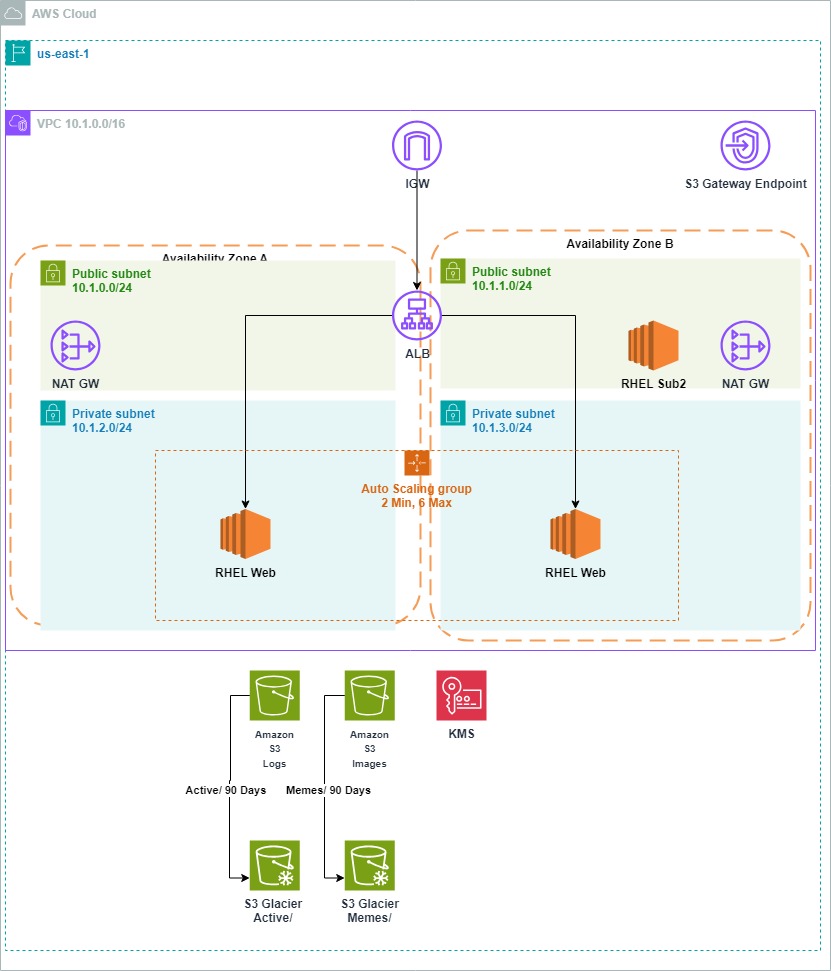 AWS Cloud
us-east-1
VPC 10.1.0.0/16
IGW
S3 Gateway Endpoint
Availability Zone A
Availability Zone B
Public subnet
10.1.0.0/24
Public subnet
10.1.1.0/24
NAT GW
ALB
RHEL Sub2
NAT GW
Private subnet
10.1.2.0/24
Private subnet
10.1.3.0/24
Auto Scaling group
2 Min, 6 Max
RHEL Web
RHEL Web
Amazon
S3
Logs
Amazon
S3
Images
KMS
Active/ 90 Days
Memes/ 90 Days
S3 Glacier
Active/
S3 Glacier
Memes/